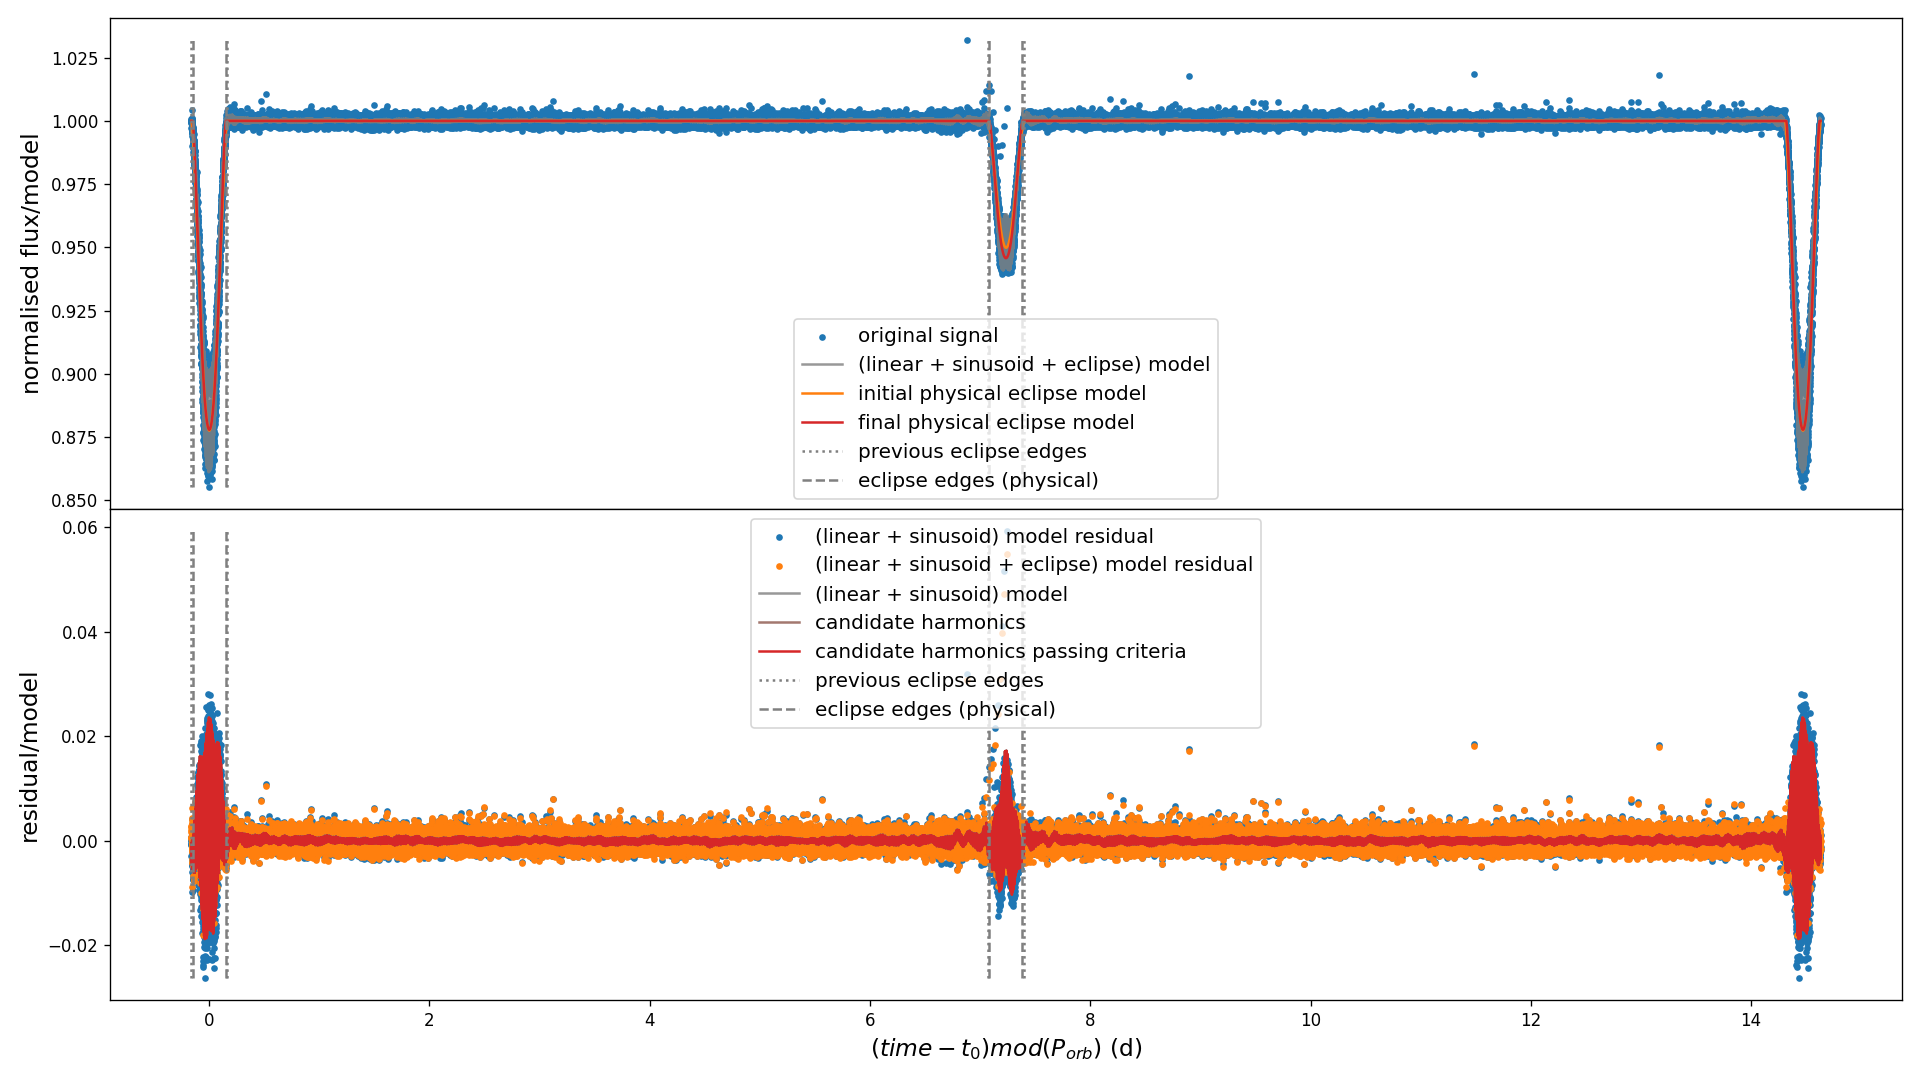 normalised flux/model
1.025
1.000
0.975
0.950
0.925
0.900
0.875
0.850
original signal
(linear + sinusoid + eclipse) model
initial physical eclipse model
final physical eclipse model
previous eclipse edges
eclipse edges (physical)
residual/model
0.06
0.04
0.02
0.00
−0.02
(linear + sinusoid) model residual
(linear + sinusoid + eclipse) model residual
(linear + sinusoid) model
candidate harmonics
candidate harmonics passing criteria
previous eclipse edges
eclipse edges (physical)
0 2 4 6 8 10 12 14
(time − t₀)mod(Pₒᵣb) (d)